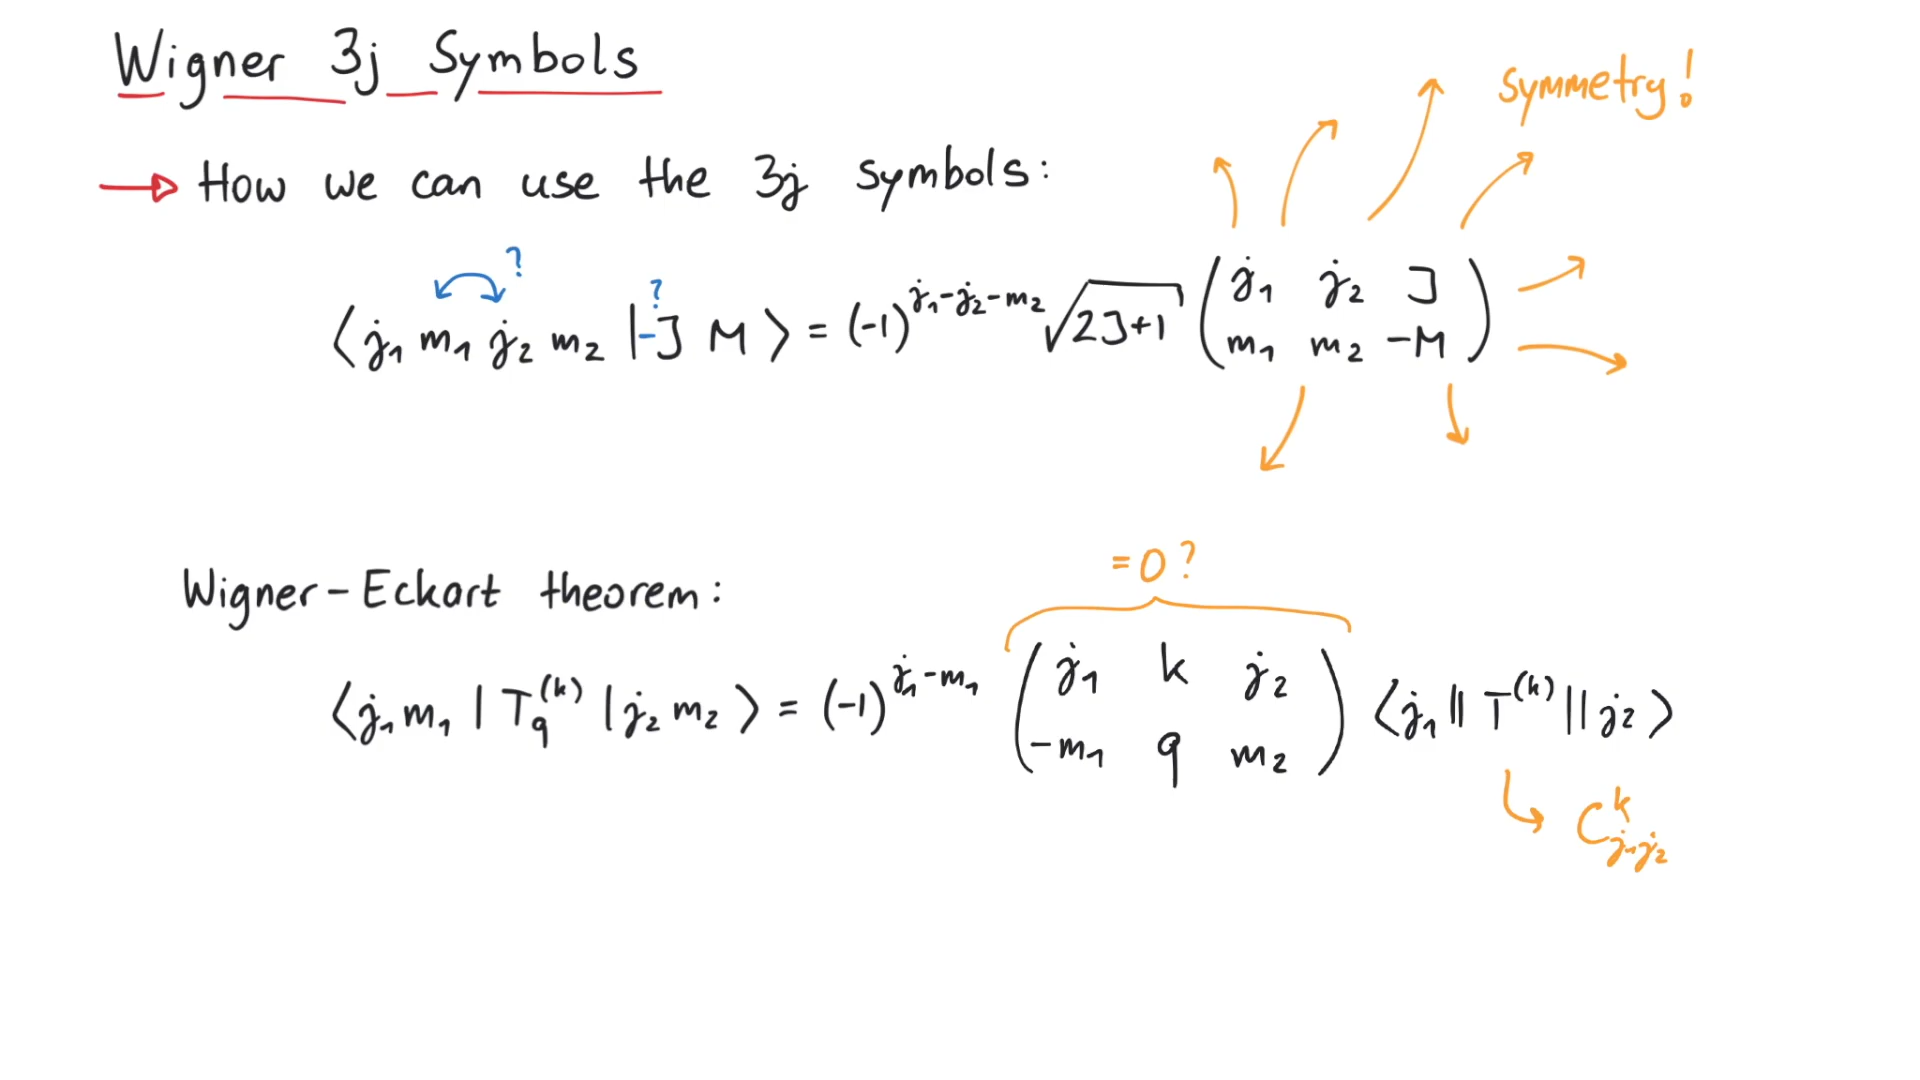 Wigner 3j Symbols
Symmetry!
→ How we can use the 3j symbols:
? ?
⟨j₁ m₁ j₂ m₂ |-J M⟩ = (-1)^{j₁-j₂-m₂} √(2J+1) (j₁ j₂ J
m₁ m₂ -M)
= 0 ?
Wigner-Eckart theorem:
⟨j₁ m₁ | T_q^{(k)} | j₂ m₂⟩ = (-1)^{j₁-m₁} (j₁ k j₂
-m₁ q m₂) ⟨j₁ || T^{(k)} || j₂⟩
↳ C^k_{j₁j₂}